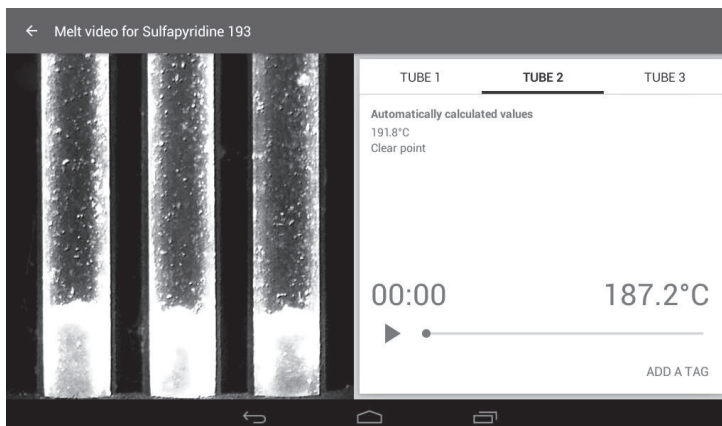 Melt video for Sulfapyridine 193
TUBE 1 TUBE 2 TUBE 3
Automatically calculated values
191.8°C
Clear point
00:00 187.2°C
ADD A TAG